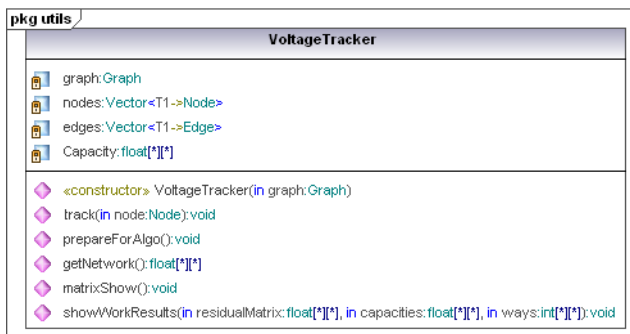 pkg utils
VoltageTracker
graph:Graph
nodes:Vector<T1->Node>
edges:Vector<T1->Edge>
Capacity:float[*][*]
«constructor» VoltageTracker(in graph:Graph)
track(in node:Node):void
prepareForAlgo():void
getNetwork():float[*][*]
matrixShow():void
showWorkResults(in residualMatrix:float[*][*], in capacities:float[*][*], in ways:int[*][*]):void